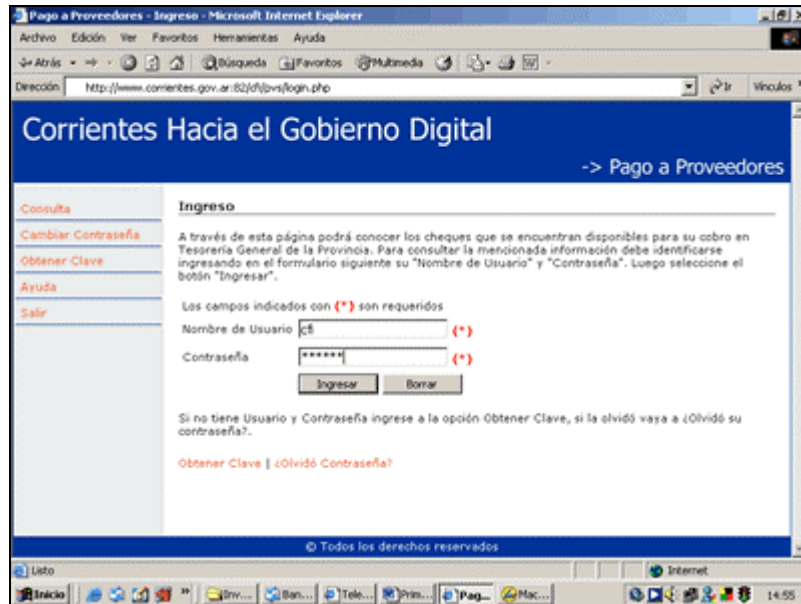 Pago a Proveedores - Ingreso - Microsoft Internet Explorer
Archivo Edición Ver Favoritos Herramientas Ayuda
Atrás Búsqueda Favoritos Multimedia
Dirección http://www.corrientes.gov.ar:82/cfi/pvs/login.php Ir Vínculos
Corrientes Hacia el Gobierno Digital
-> Pago a Proveedores
Consulta
Cambiar Contraseña
Obtener Clave
Ayuda
Salir
Ingreso
A través de esta página podrá conocer los cheques que se encuentran disponibles para su cobro en
Tesorería General de la Provincia. Para consultar la mencionada información debe identificarse
ingresando en el formulario siguiente su "Nombre de Usuario" y "Contraseña". Luego seleccione el
botón "Ingresar".
Los campos indicados con (*) son requeridos
Nombre de Usuario cfi (*)
Contraseña ****** (*)
Ingresar Borrar
Si no tiene Usuario y Contraseña ingrese a la opción Obtener Clave, si la olvidó vaya a ¿Olvidó su
contraseña?.
Obtener Clave | ¿Olvidó Contraseña?
© Todos los derechos reservados
Listo Internet
Inicio » Inv... Ban... Tele... Prim... Pag... Mac... 14:55